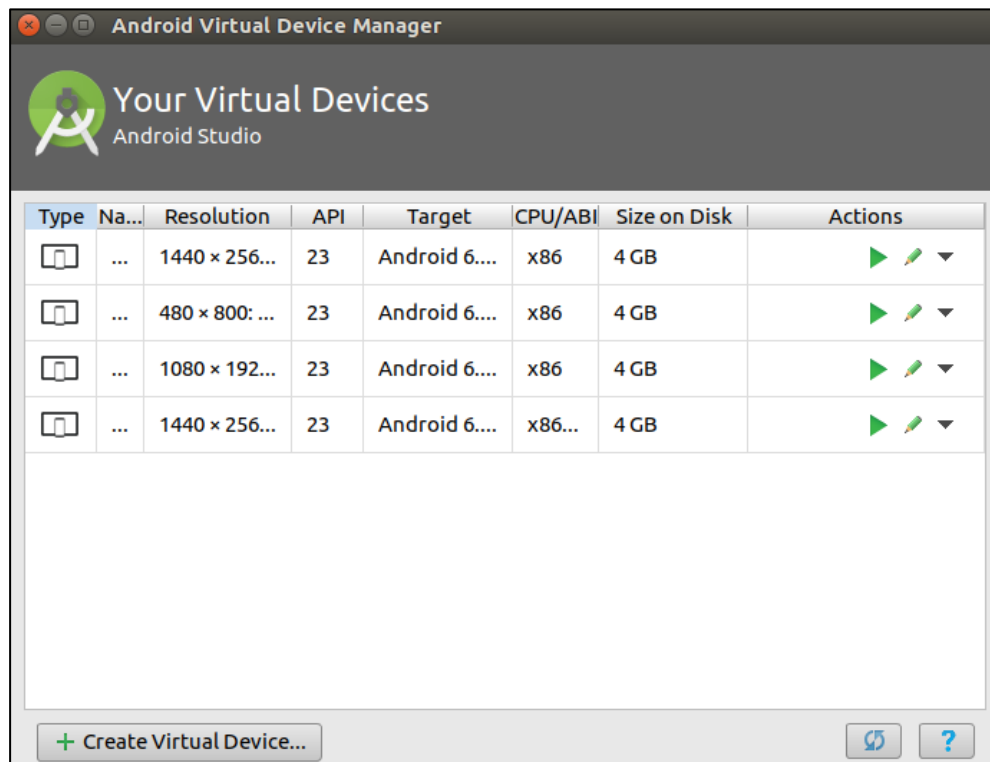 Android Virtual Device Manager
Your Virtual Devices
Android Studio
Type Na... Resolution API Target CPU/ABI Size on Disk Actions
... 1440 × 256... 23 Android 6.... x86 4 GB
... 480 × 800: ... 23 Android 6.... x86 4 GB
... 1080 × 192... 23 Android 6.... x86 4 GB
... 1440 × 256... 23 Android 6.... x86... 4 GB
+ Create Virtual Device... ?